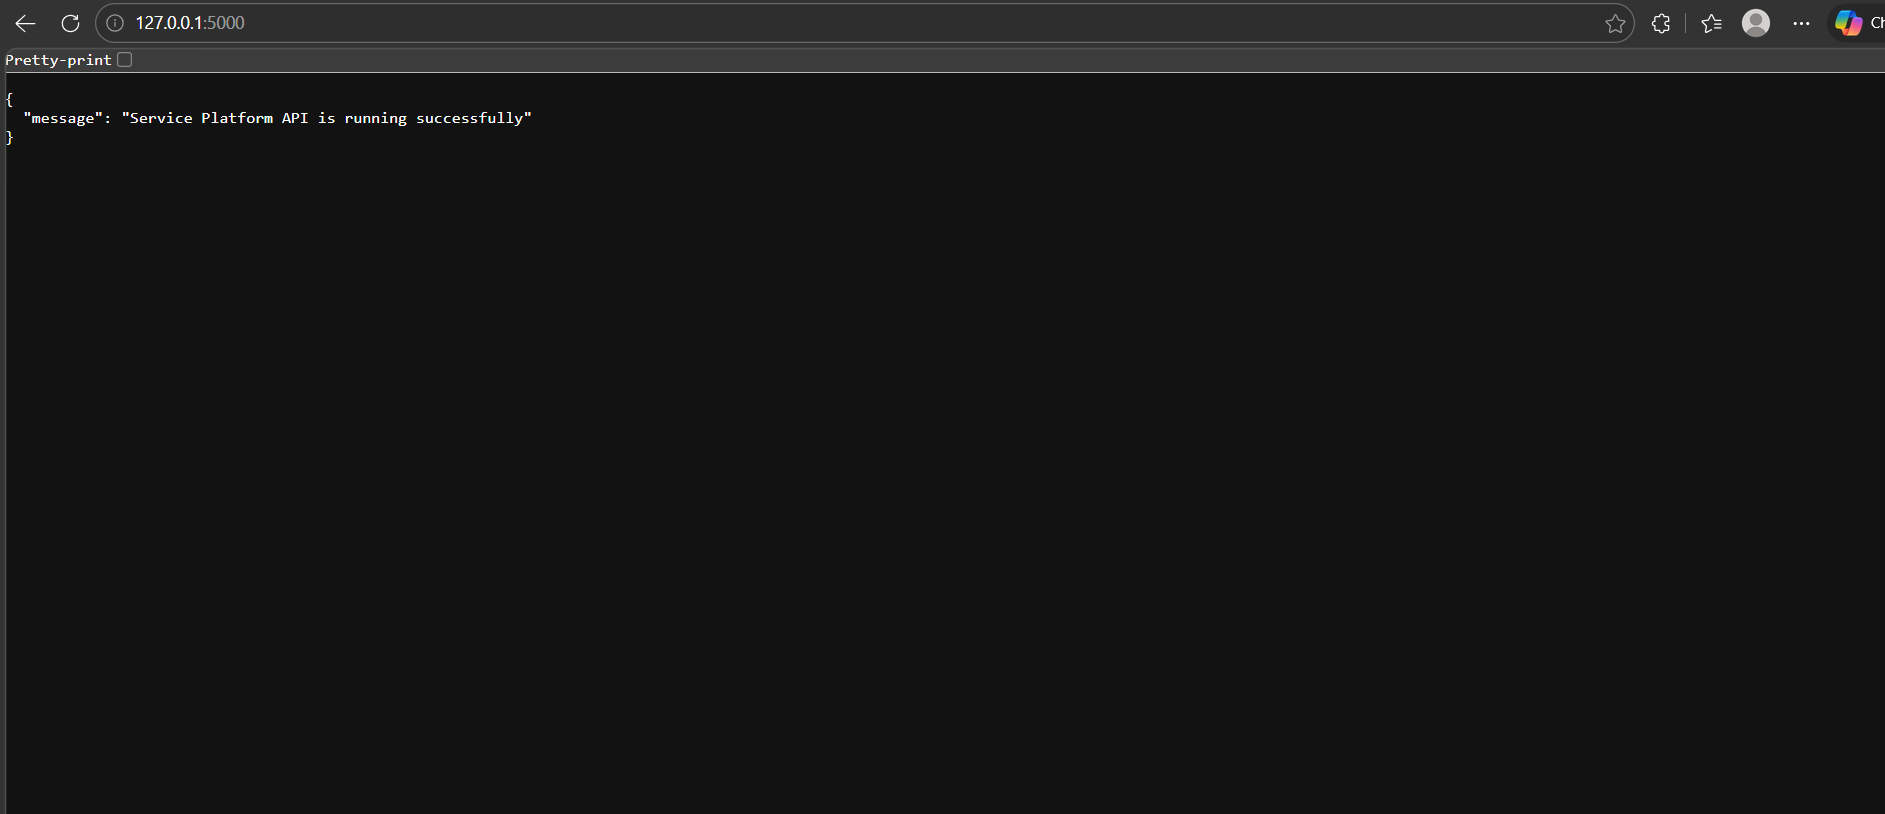 127.0.0.1:5000
Pretty-print
{
  "message": "Service Platform API is running successfully"
}